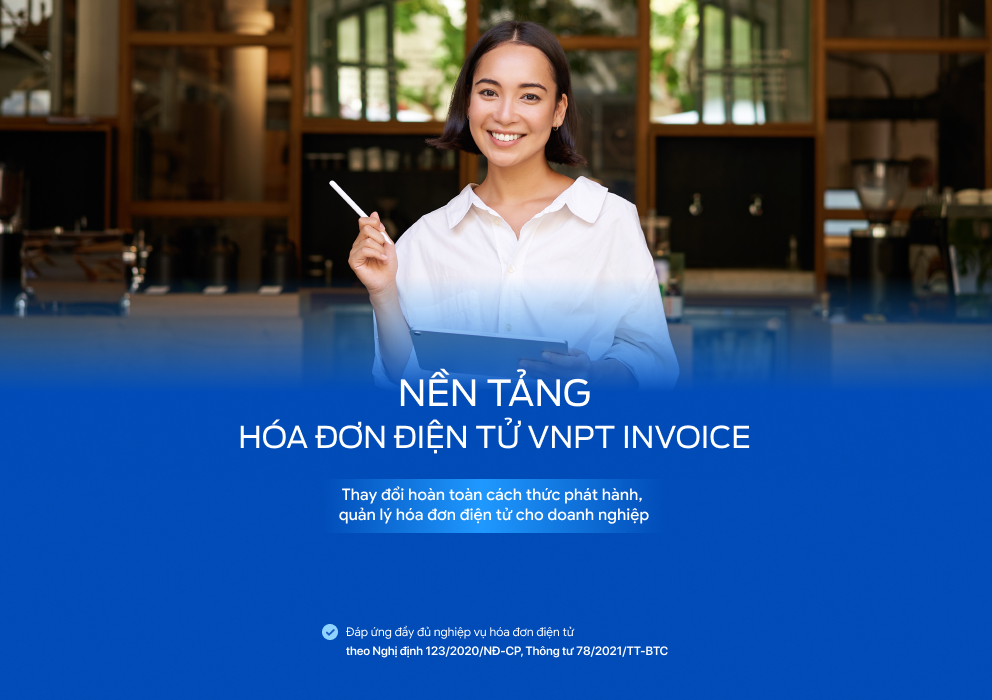 NỀN TẢNG
HÓA ĐƠN ĐIỆN TỬ VNPT INVOICE
Thay đổi hoàn toàn cách thức phát hành,
quản lý hóa đơn điện tử cho doanh nghiệp
Đáp ứng đầy đủ nghiệp vụ hóa đơn điện tử
theo Nghị định 123/2020/NĐ-CP, Thông tư 78/2021/TT-BTC